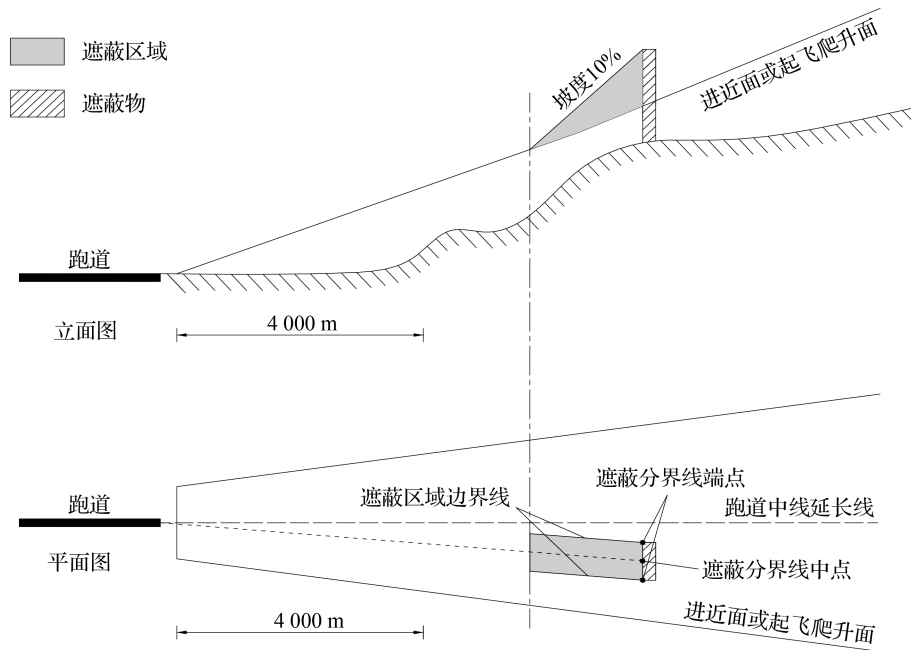 遮蔽区域
遮蔽物
坡度10%
进近面或起飞爬升面
跑道
立面图
4 000 m
遮蔽分界线端点
遮蔽区域边界线
跑道中线延长线
跑道
平面图
遮蔽分界线中点
进近面或起飞爬升面
4 000 m